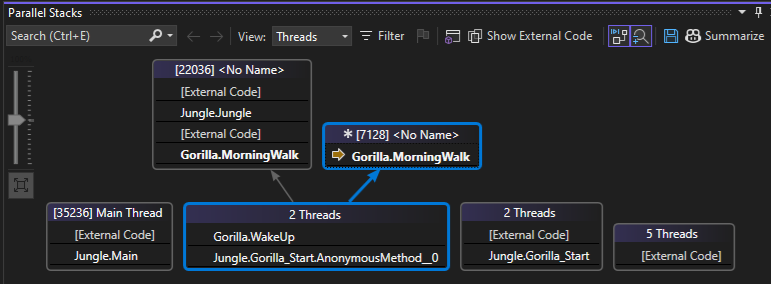 Parallel Stacks
Search (Ctrl+E) View: Threads Filter Show External Code Summarize
[22036] <No Name>
[External Code]
Jungle.Jungle
[External Code]
Gorilla.MorningWalk
[7128] <No Name>
Gorilla.MorningWalk
[35236] Main Thread
[External Code]
Jungle.Main
2 Threads
Gorilla.WakeUp
Jungle.Gorilla_Start.AnonymousMethod__0
2 Threads
[External Code]
Jungle.Gorilla_Start
5 Threads
[External Code]